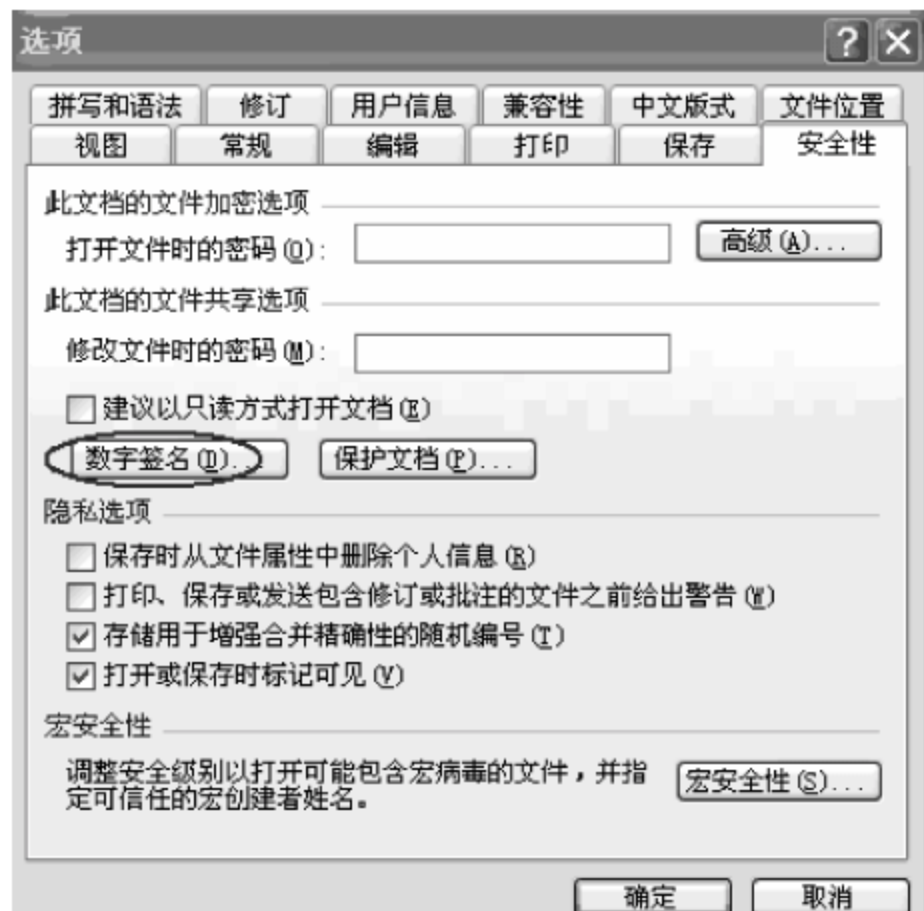 选项
拼写和语法 修订 用户信息 兼容性 中文版式 文件位置
视图 常规 编辑 打印 保存 安全性
此文档的文件加密选项
打开文件时的密码(O): 高级(A)...
此文档的文件共享选项
修改文件时的密码(M):
建议以只读方式打开文档(E)
数字签名(D)... 保护文档(P)...
隐私选项
保存时从文件属性中删除个人信息(R)
打印、保存或发送包含修订或批注的文件之前给出警告(W)
存储用于增强合并精确性的随机编号(T)
打开或保存时标记可见(V)
宏安全性
调整安全级别以打开可能包含宏病毒的文件，并指
定可信任的宏创建者姓名。 宏安全性(S)...
确定 取消